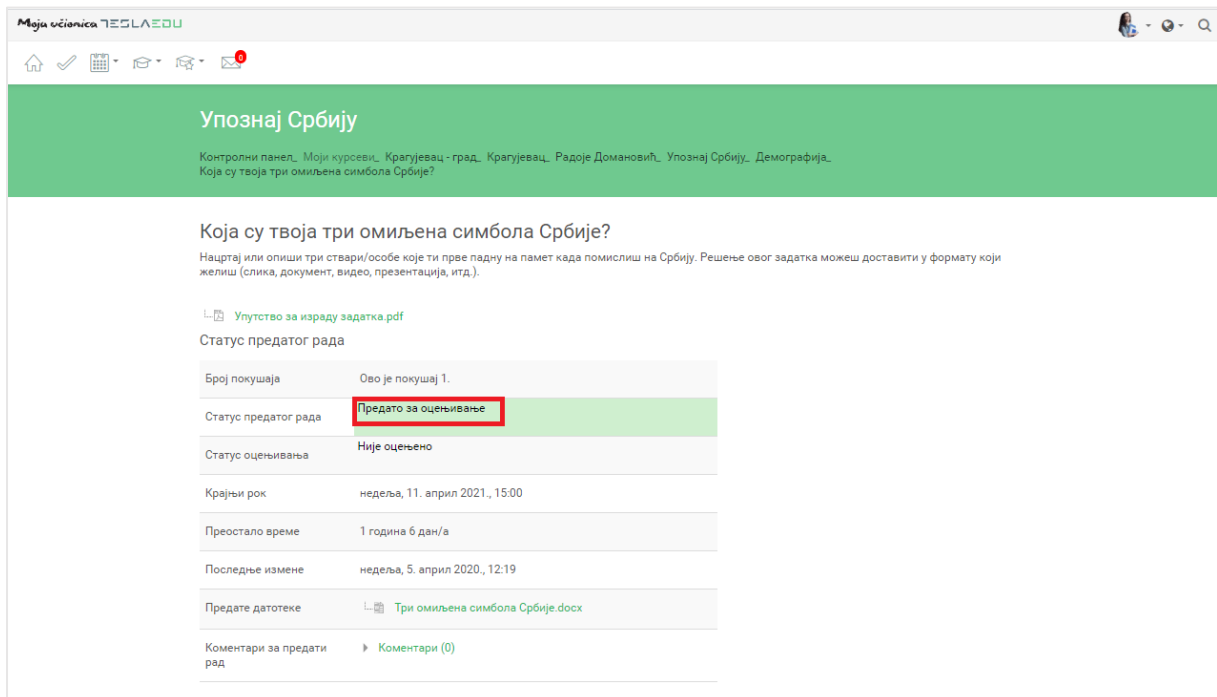 Moja učionica TESLAEDU
0
Упознај Србију
Контролни панел_ Моји курсеви_ Крагујевац - град_ Крагујевац_ Радоје Домановић_ Упознај Србију_ Демографија_
Која су твоја три омиљена симбола Србије?
Која су твоја три омиљена симбола Србије?
Нацртај или опиши три ствари/особе које ти прве падну на памет када помислиш на Србију. Решење овог задатка можеш доставити у формату који
желиш (слика, документ, видео, презентација, итд.).
Упутство за израду задатка.pdf
Статус предатог рада
Број покушаја Ово је покушај 1.
Статус предатог рада Предато за оцењивање
Статус оцењивања Није оцењено
Крајњи рок недеља, 11. април 2021., 15:00
Преостало време 1 година 6 дан/а
Последње измене недеља, 5. април 2020., 12:19
Предате датотеке Три омиљена симбола Србије.docx
Коментари за предати
рад Коментари (0)